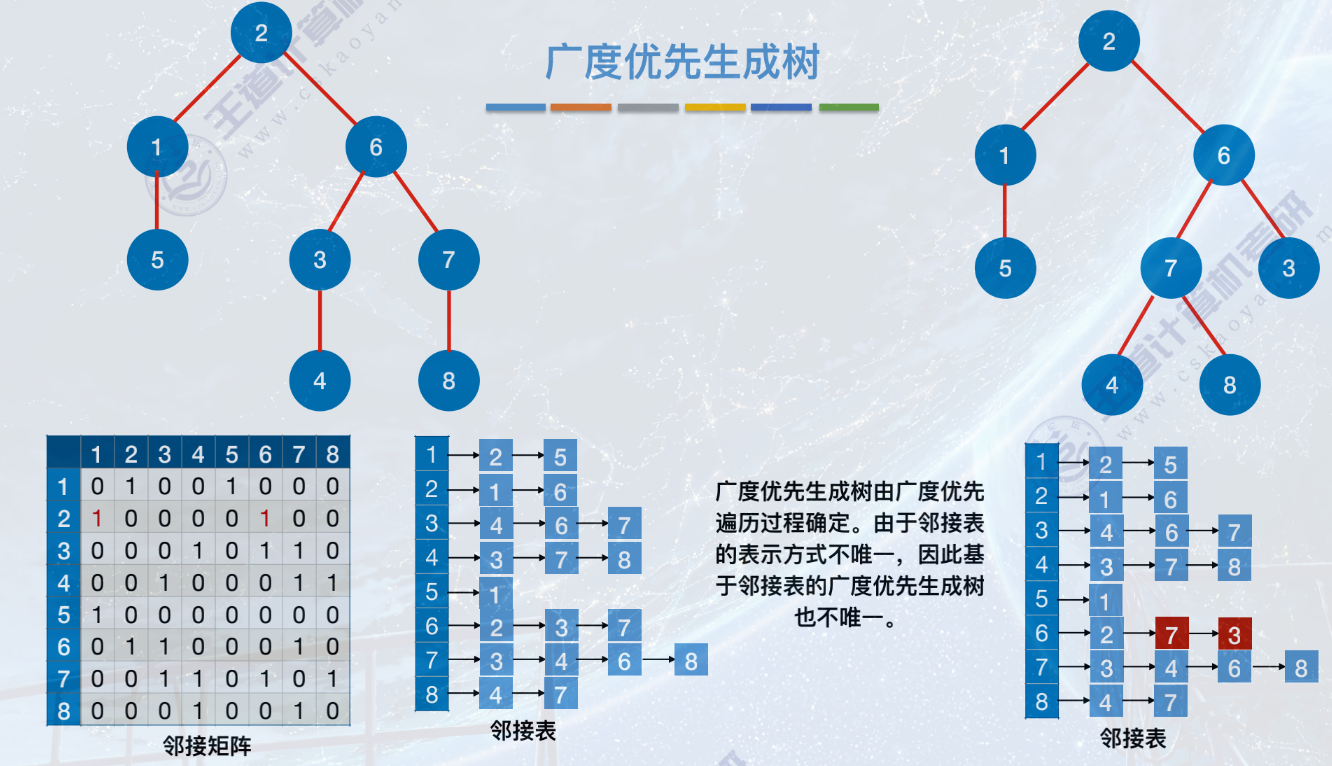 广度优先生成树
2
1 6
5 3 7
4 8
2
1 6
5 7 3
4 8
1 2 3 4 5 6 7 8
1 0 1 0 0 1 0 0 0
2 1 0 0 0 0 1 0 0
3 0 0 0 1 0 1 1 0
4 0 0 1 0 0 0 1 1
5 1 0 0 0 0 0 0 0
6 0 1 1 0 0 0 1 0
7 0 0 1 1 0 1 0 1
8 0 0 0 1 0 0 1 0
邻接矩阵
1 2 5
2 1 6
3 4 6 7
4 3 7 8
5 1
6 2 3 7
7 3 4 6 8
8 4 7
邻接表
广度优先生成树由广度优先
遍历过程确定。由于邻接表
的表示方式不唯一，因此基
于邻接表的广度优先生成树
也不唯一。
1 2 5
2 1 6
3 4 6 7
4 3 7 8
5 1
6 2 7 3
7 3 4 6 8
8 4 7
邻接表
王道计算机考研